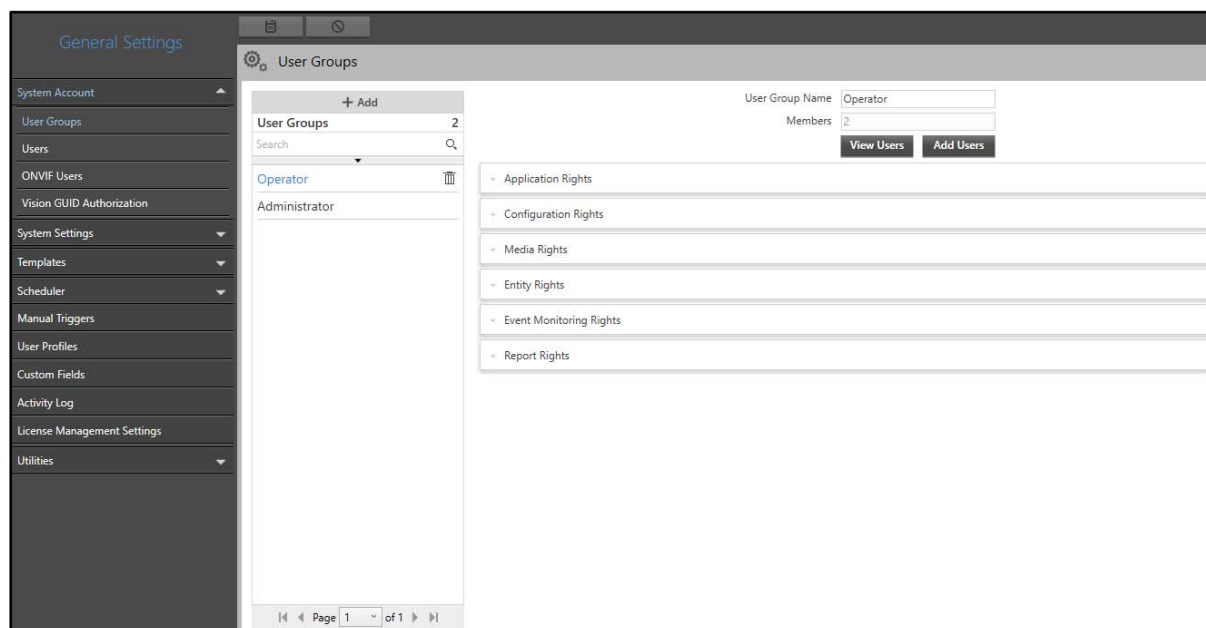 General Settings
System Account
User Groups
Users
ONVIF Users
Vision GUID Authorization
System Settings
Templates
Scheduler
Manual Triggers
User Profiles
Custom Fields
Activity Log
License Management Settings
Utilities
User Groups
+ Add
User Groups 2
Search
Operator
Administrator
Page 1 of 1
User Group Name Operator
Members 2
View Users Add Users
Application Rights
Configuration Rights
Media Rights
Entity Rights
Event Monitoring Rights
Report Rights